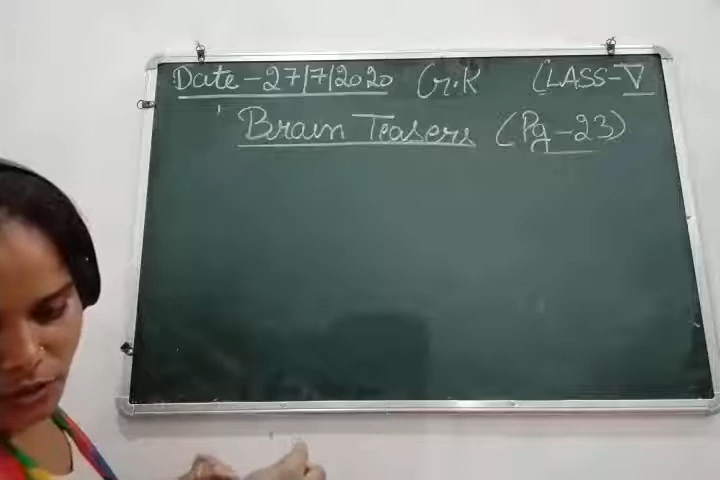 Date - 27/7/2020 G.K CLASS-V
Brain Teasers (Pg-23)